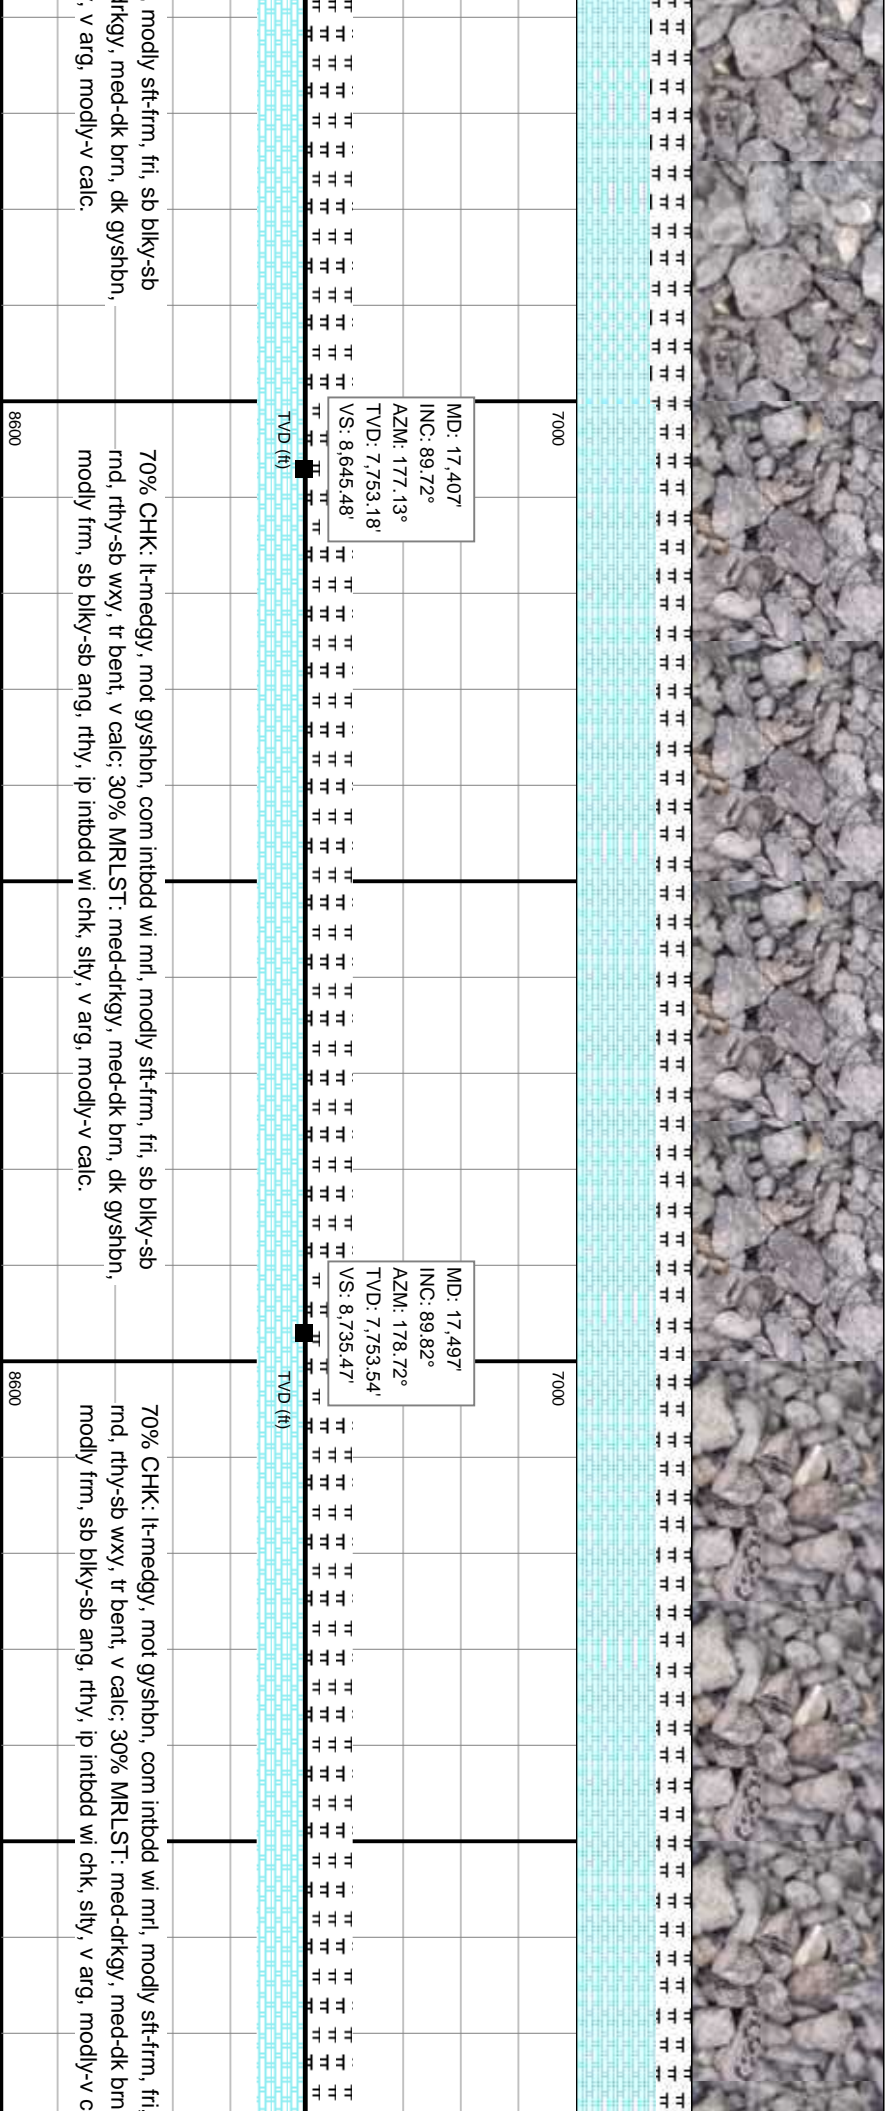 , modly sft-frm, fri, sb blky-sb
drkgy, med-dk brn, dk gyshbn,
, v arg, modly-v calc.
7000
MD: 17,407'
INC: 89.72°
AZM: 177.13°
TVD: 7,753.18'
VS: 8,645.48'
TVD (ft)
8600
70% CHK: lt-medgy, mot gyshbn, com intbdd wi mrl, modly sft-frm, fri, sb blky-sb
rnd, rthy-sb wxy, tr bent, v calc; 30% MRLST: med-drkgy, med-dk brn, dk gyshbn,
modly frm, sb blky-sb ang, rthy, ip intbdd wi chk, slty, v arg, modly-v calc.
MD: 17,497'
INC: 89.82°
AZM: 178.72°
TVD: 7,753.54'
VS: 8,735.47'
7000
TVD (ft)
8600
70% CHK: lt-medgy, mot gyshbn, com intbdd wi mrl, modly sft-frm, fri,
rnd, rthy-sb wxy, tr bent, v calc; 30% MRLST: med-drkgy, med-dk brn
modly frm, sb blky-sb ang, rthy, ip intbdd wi chk, slty, v arg, modly-v c